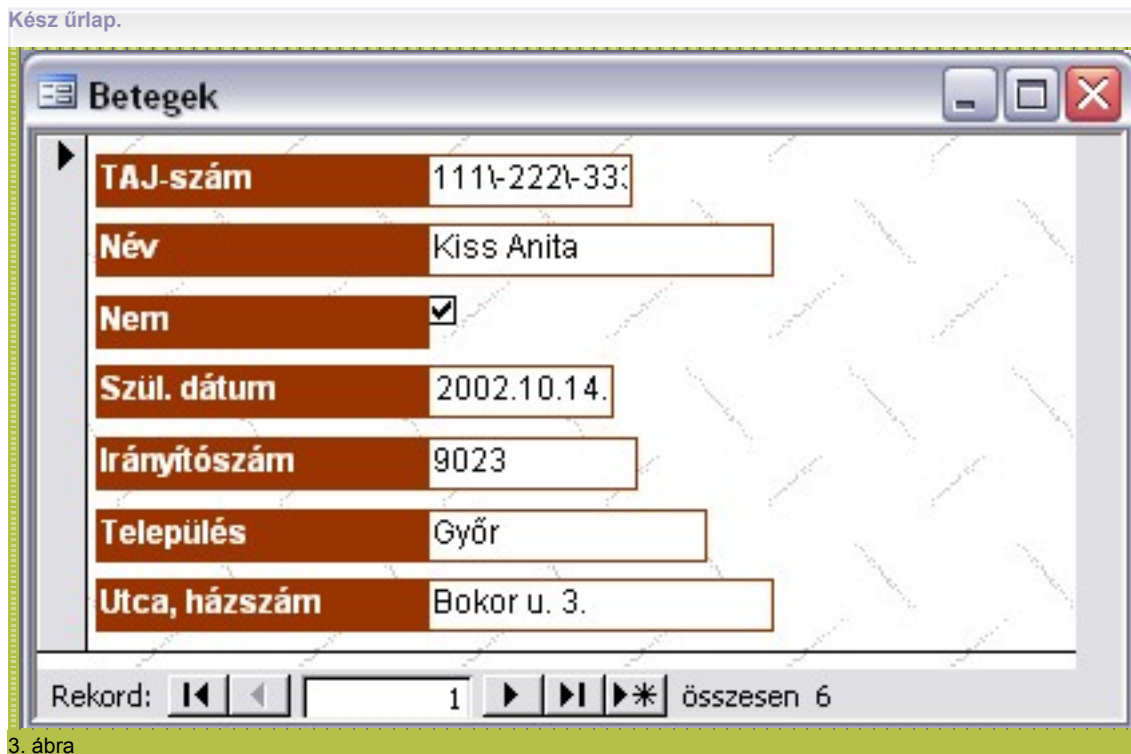 Kész űrlap.
Betegek
TAJ-szám 111\-222\-333
Név Kiss Anita
Nem
Szül. dátum 2002.10.14.
Irányítószám 9023
Település Győr
Utca, házszám Bokor u. 3.
Rekord: 1 összesen 6
3. ábra